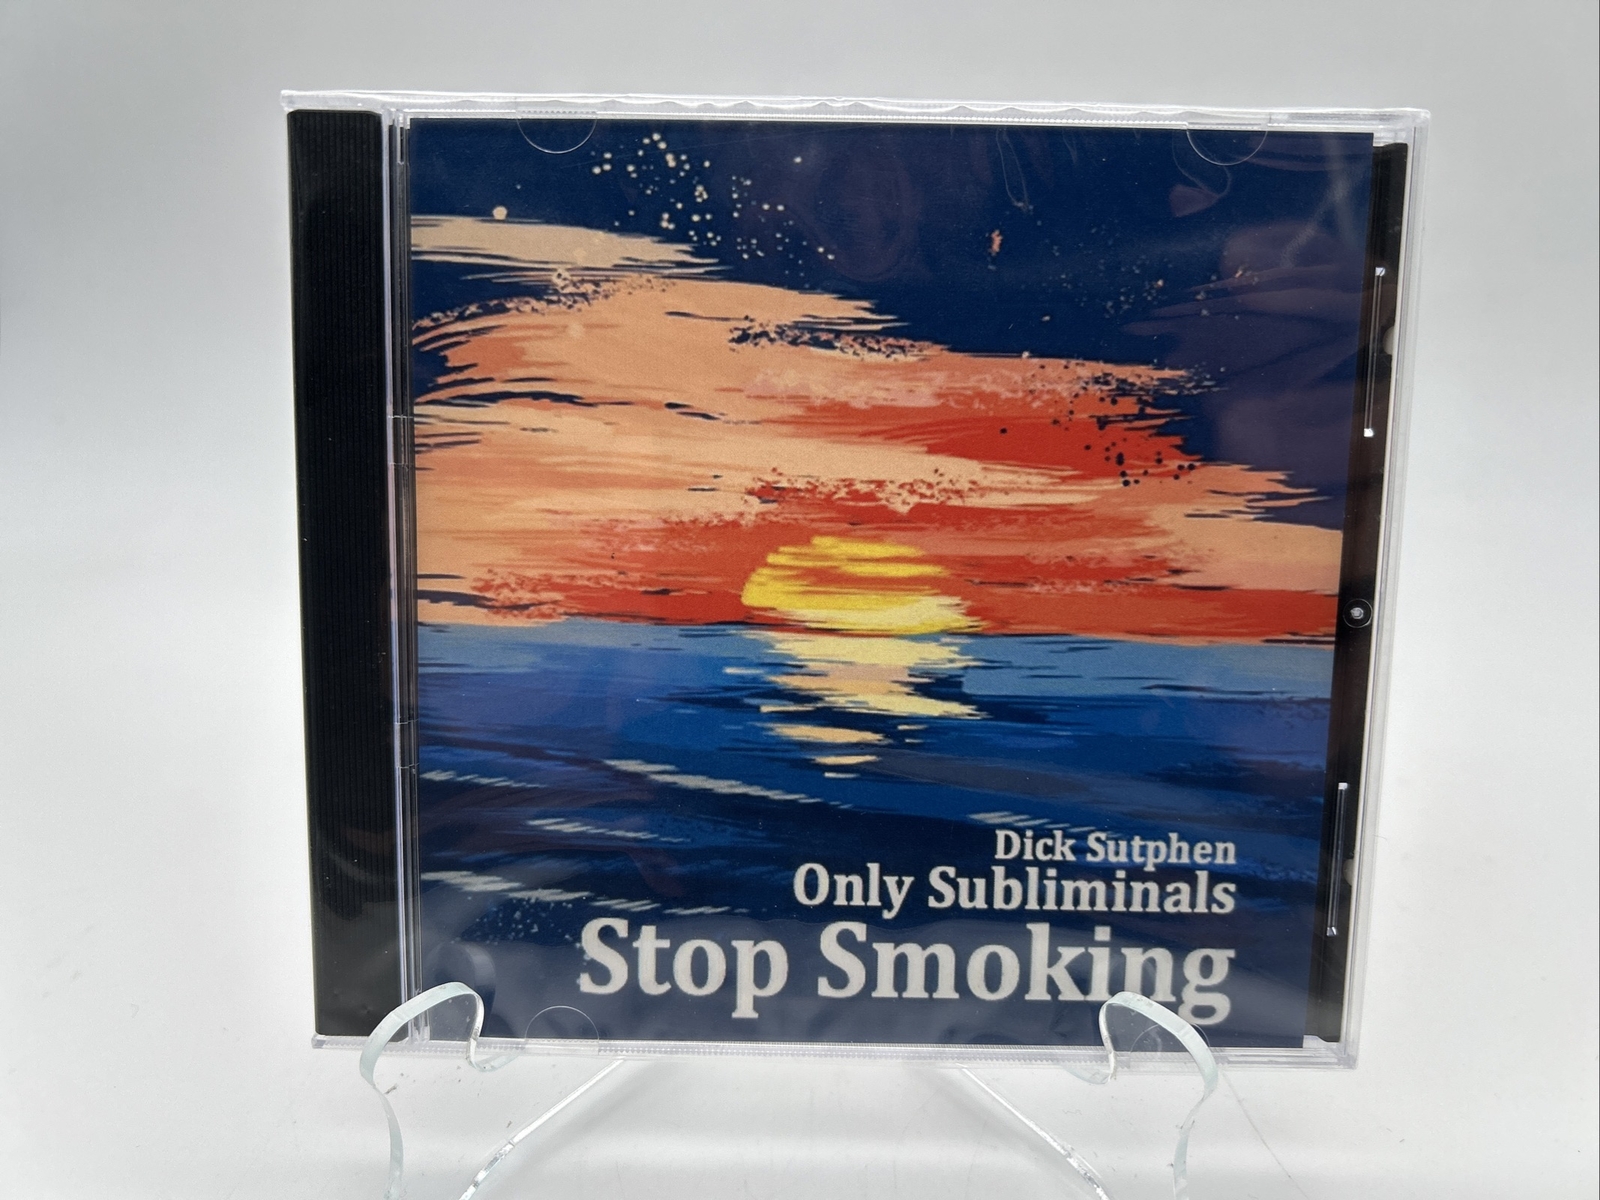 Dick Sutphen
Only Subliminals
Stop Smoking